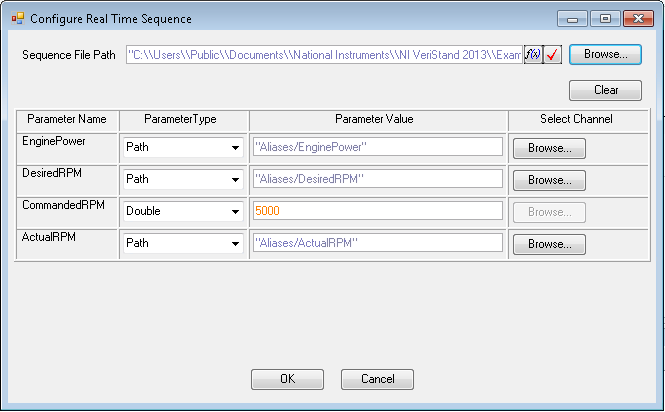 Configure Real Time Sequence
Sequence File Path "C:\\Users\\Public\\Documents\\National Instruments\\NI VeriStand 2013\\Exam f(x) Browse...
Clear
Parameter Name ParameterType Parameter Value Select Channel
EnginePower Path "Aliases/EnginePower" Browse...
DesiredRPM Path "Aliases/DesiredRPM" Browse...
CommandedRPM Double 5000 Browse...
ActualRPM Path "Aliases/ActualRPM" Browse...
OK Cancel